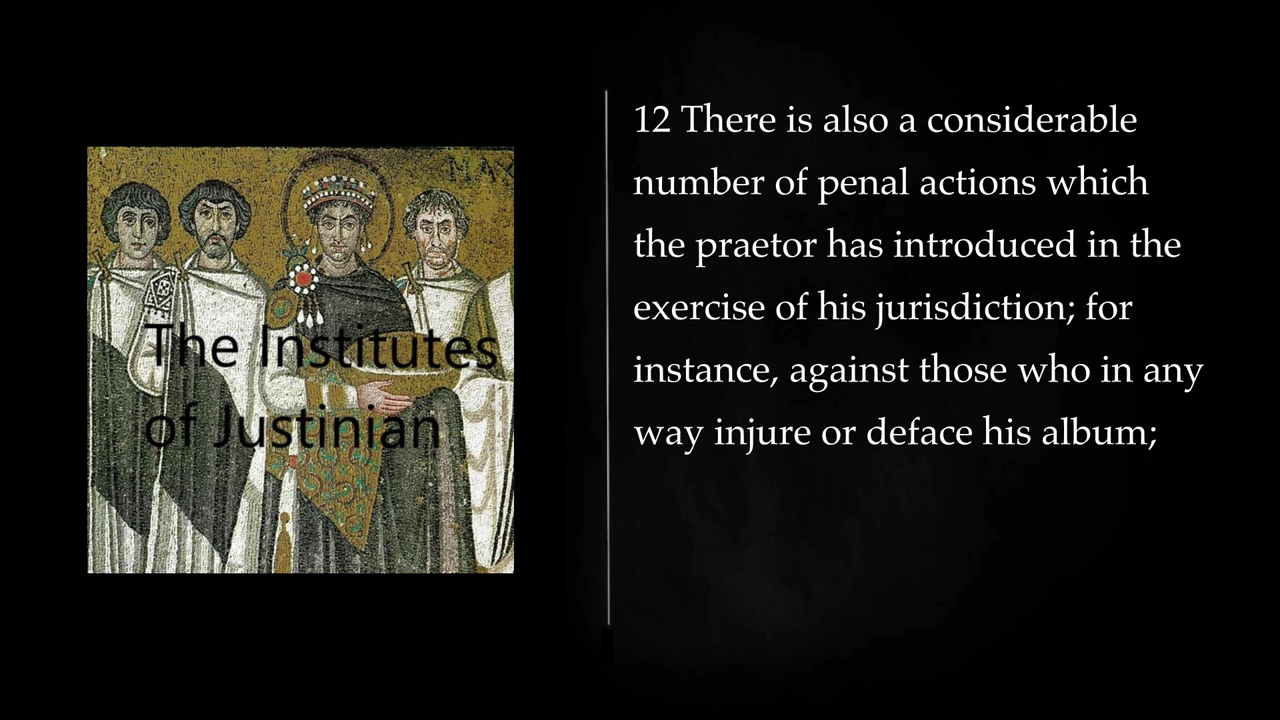 The Institutes
of Justinian
12 There is also a considerable
number of penal actions which
the praetor has introduced in the
exercise of his jurisdiction; for
instance, against those who in any
way injure or deface his album;